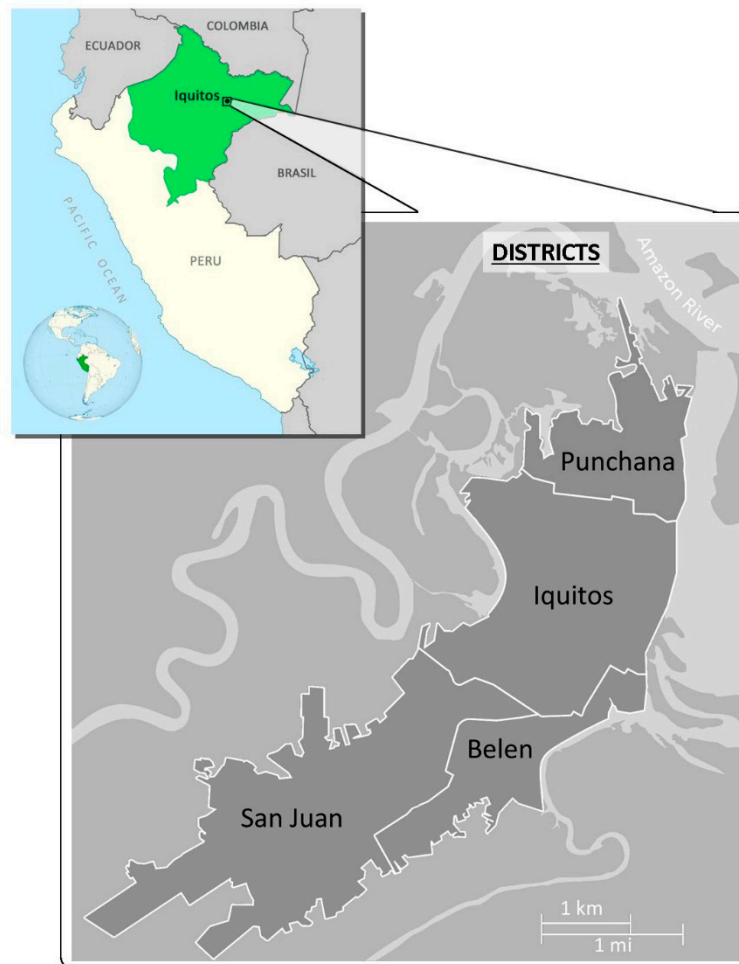 COLOMBIA
ECUADOR
Iquitos
BRASIL
PACIFIC OCEAN
PERU
DISTRICTS
Amazon River
Punchana
Iquitos
Belen
San Juan
1 km
1 mi